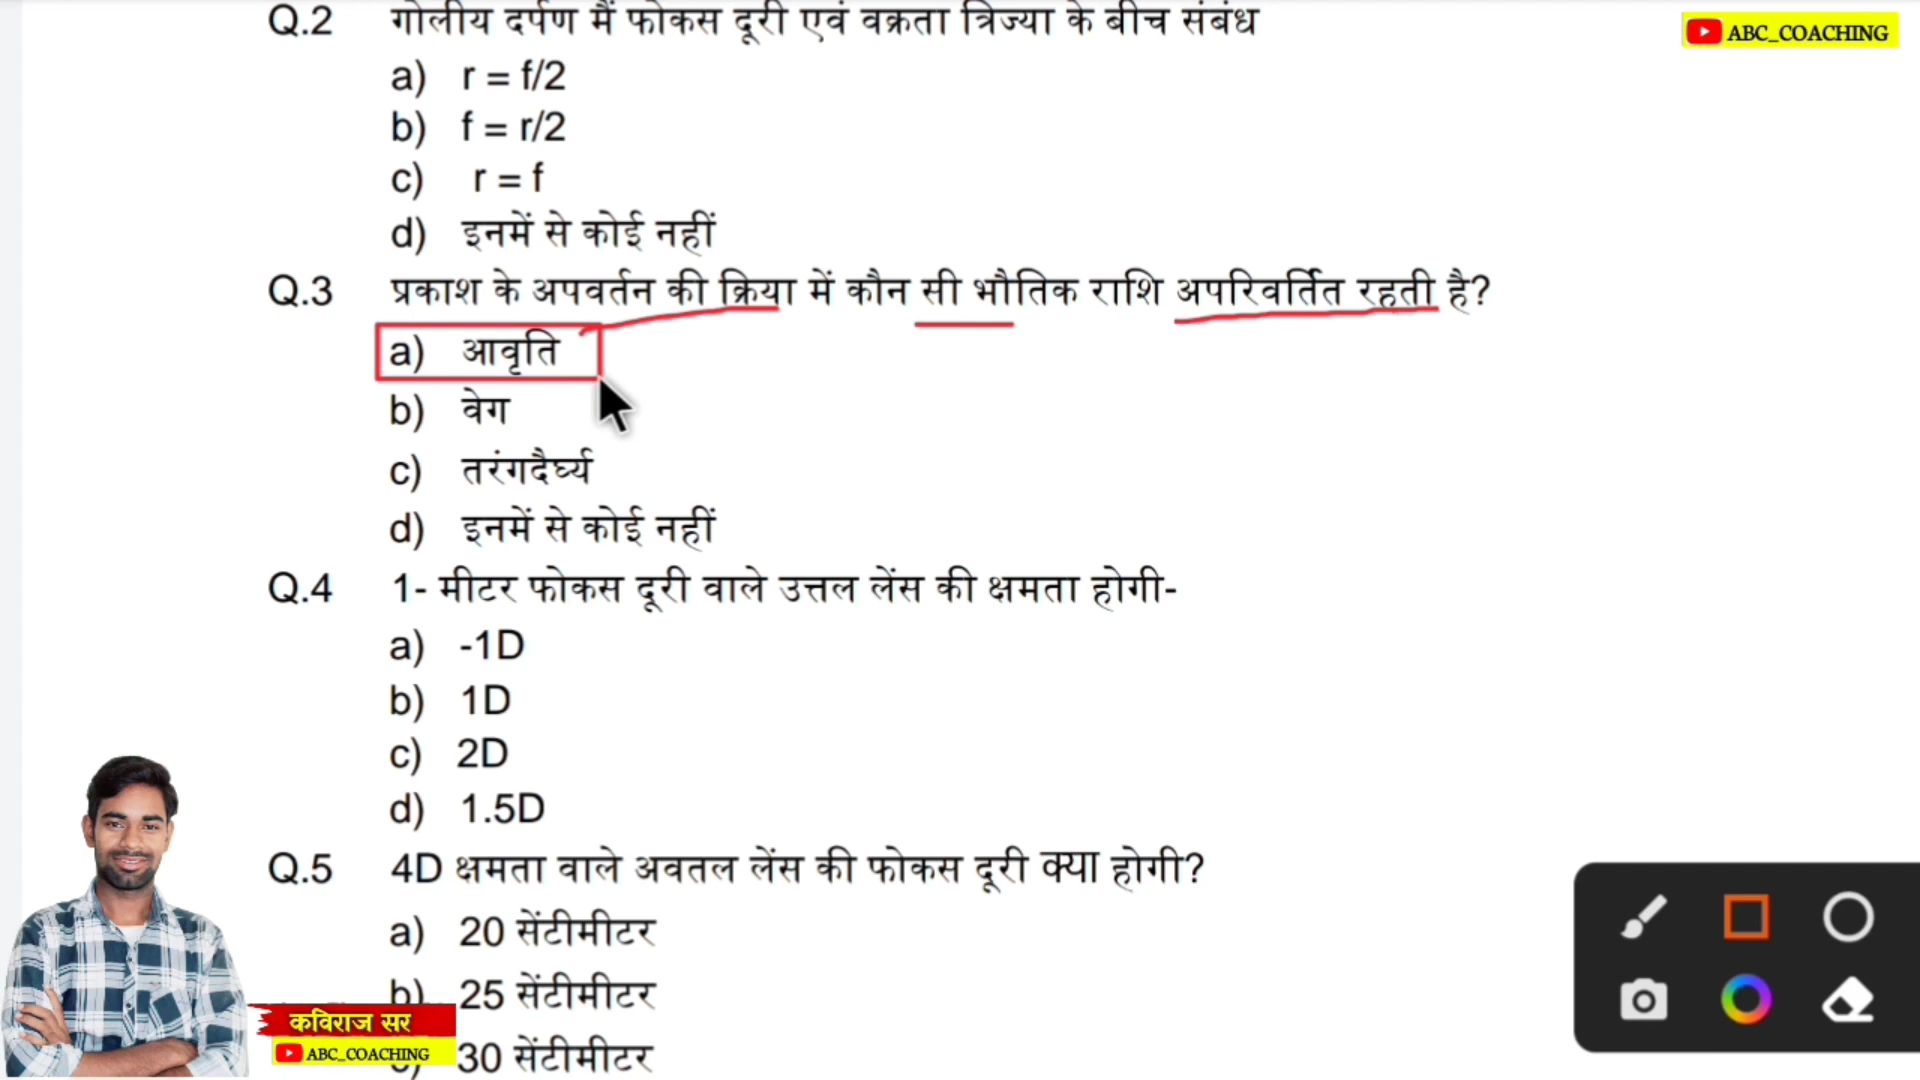 Q.2 गोलीय दर्पण मैं फोकस दूरी एवं वक्रता त्रिज्या के बीच संबंध
ABC_COACHING
a) r = f/2
b) f = r/2
c) r = f
d) इनमें से कोई नहीं
Q.3 प्रकाश के अपवर्तन की क्रिया में कौन सी भौतिक राशि अपरिवर्तित रहती है?
a) आवृति
b) वेग
c) तरंगदैर्घ्य
d) इनमें से कोई नहीं
Q.4 1- मीटर फोकस दूरी वाले उत्तल लेंस की क्षमता होगी-
a) -1D
b) 1D
c) 2D
d) 1.5D
Q.5 4D क्षमता वाले अवतल लेंस की फोकस दूरी क्या होगी?
a) 20 सेंटीमीटर
b) 25 सेंटीमीटर
कविराज सर
ABC_COACHING
c) 30 सेंटीमीटर